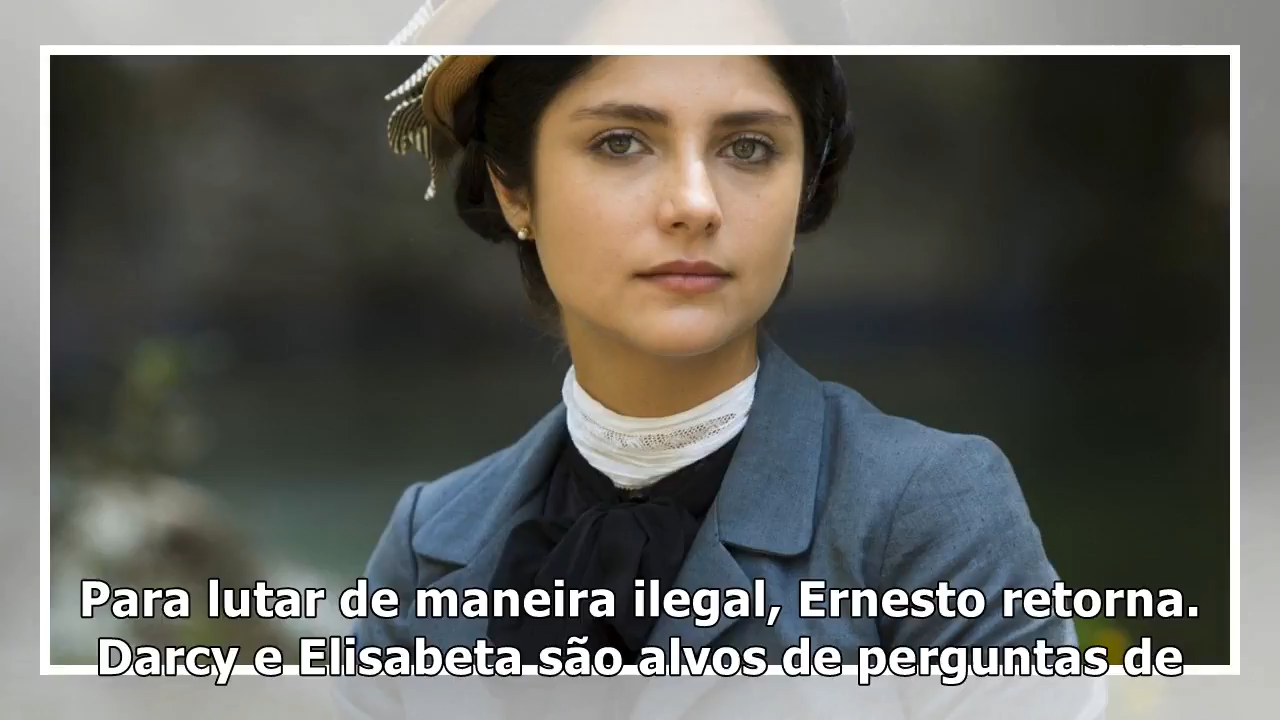 Para lutar de maneira ilegal, Ernesto retorna.
Darcy e Elisabeta são alvos de perguntas de